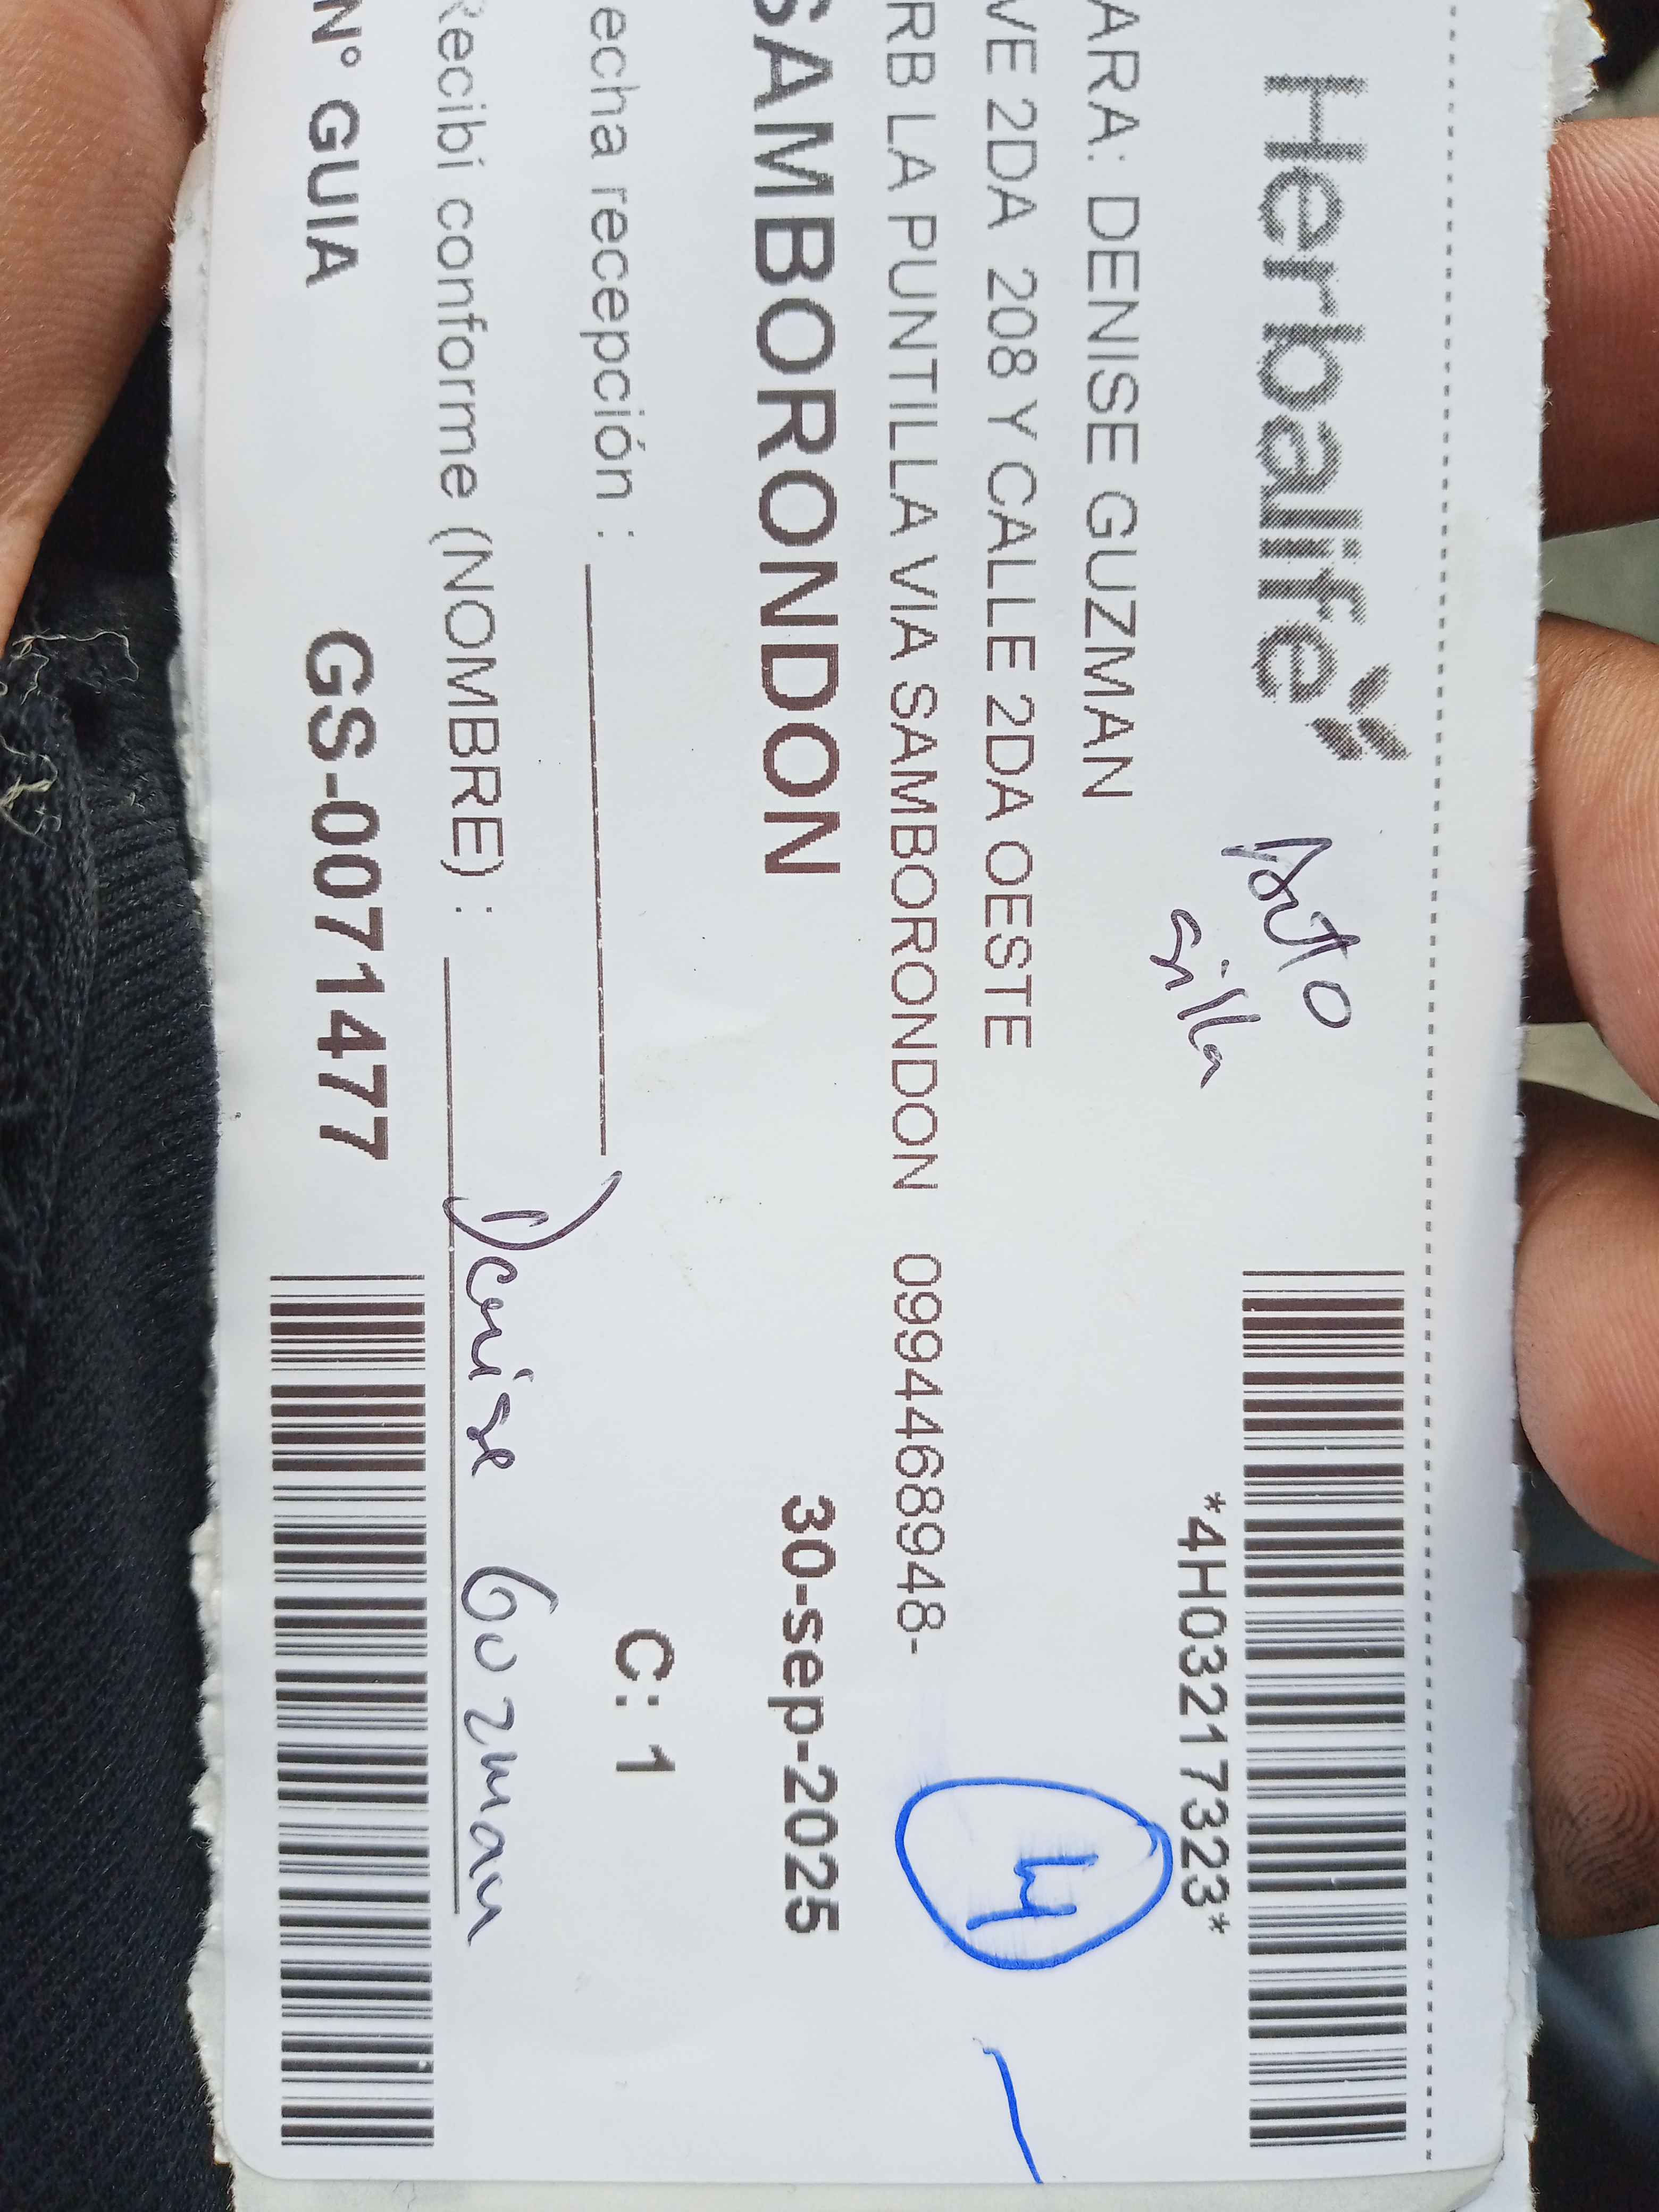 Herbalife
Auto
silla
*4H03217323*
ARA: DENISE GUZMAN
VE 2DA 208 Y CALLE 2DA OESTE
4
RB LA PUNTILLA VIA SAMBORONDON 0994468948-
SAMBORONDON 30-sep-2025
echa recepción :
C: 1
Recibí conforme (NOMBRE) : Denise Guzman
N° GUIA GS-0071477